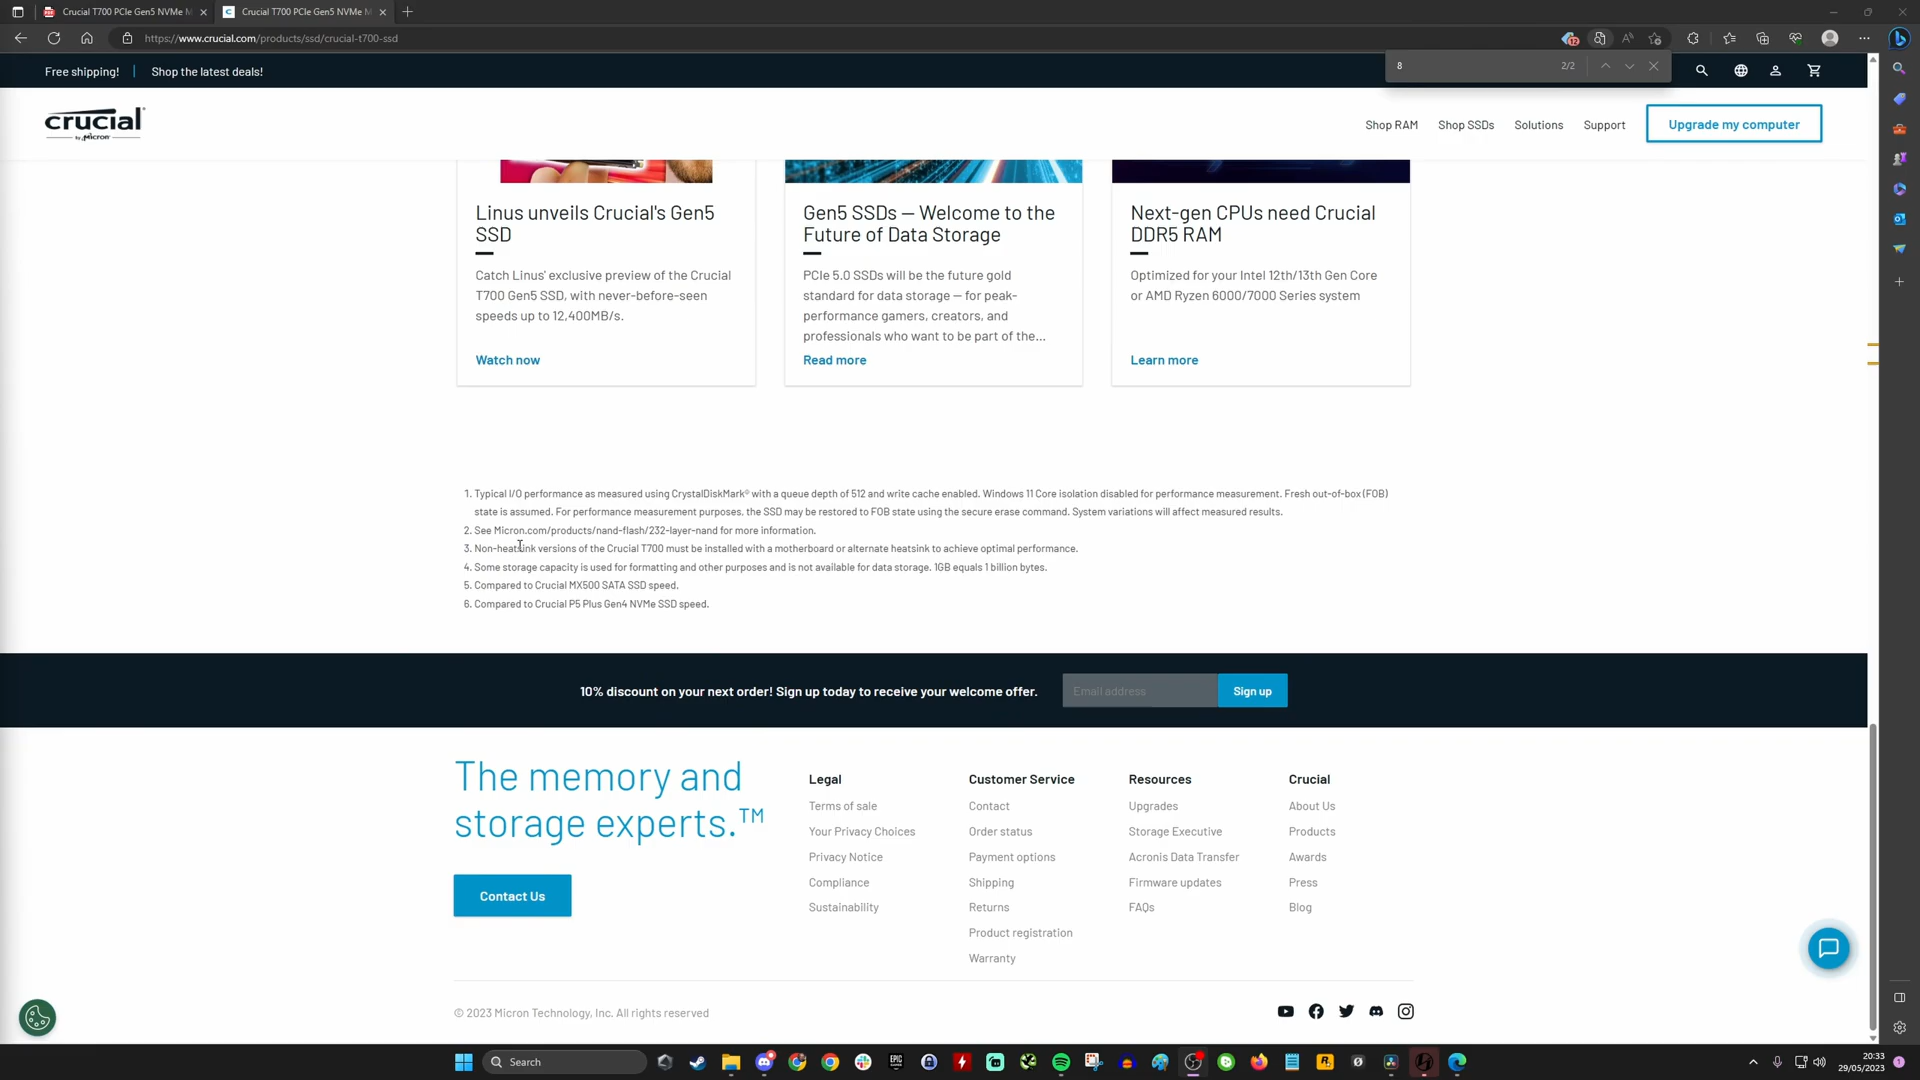 Crucial T700 PCIe Gen5 NVMe M
Crucial T700 PCIe Gen5 NVMe M
https://www.crucial.com/products/ssd/crucial-t700-ssd
12
Free shipping!
Shop the latest deals!
8
2/2
crucial
by Micron
Shop RAM
Shop SSDs
Solutions
Support
Upgrade my computer
Linus unveils Crucial's Gen5
SSD
Catch Linus' exclusive preview of the Crucial
T700 Gen5 SSD, with never-before-seen
speeds up to 12,400MB/s.
Watch now
Gen5 SSDs — Welcome to the
Future of Data Storage
PCIe 5.0 SSDs will be the future gold
standard for data storage — for peak-
performance gamers, creators, and
professionals who want to be part of the...
Read more
Next-gen CPUs need Crucial
DDR5 RAM
Optimized for your Intel 12th/13th Gen Core
or AMD Ryzen 6000/7000 Series system
Learn more
1. Typical I/O performance as measured using CrystalDiskMark® with a queue depth of 512 and write cache enabled. Windows 11 Core isolation disabled for performance measurement. Fresh out-of-box (FOB)
state is assumed. For performance measurement purposes, the SSD may be restored to FOB state using the secure erase command. System variations will affect measured results.
2. See Micron.com/products/nand-flash/232-layer-nand for more information.
3. Non-heatsink versions of the Crucial T700 must be installed with a motherboard or alternate heatsink to achieve optimal performance.
4. Some storage capacity is used for formatting and other purposes and is not available for data storage. 1GB equals 1 billion bytes.
5. Compared to Crucial MX500 SATA SSD speed.
6. Compared to Crucial P5 Plus Gen4 NVMe SSD speed.
10% discount on your next order! Sign up today to receive your welcome offer.
Email address
Sign up
The memory and
storage experts.™
Contact Us
Legal
Terms of sale
Your Privacy Choices
Privacy Notice
Compliance
Sustainability
Customer Service
Contact
Order status
Payment options
Shipping
Returns
Product registration
Warranty
Resources
Upgrades
Storage Executive
Acronis Data Transfer
Firmware updates
FAQs
Crucial
About Us
Products
Awards
Press
Blog
© 2023 Micron Technology, Inc. All rights reserved
Search
EPIC
20:33
29/05/2023